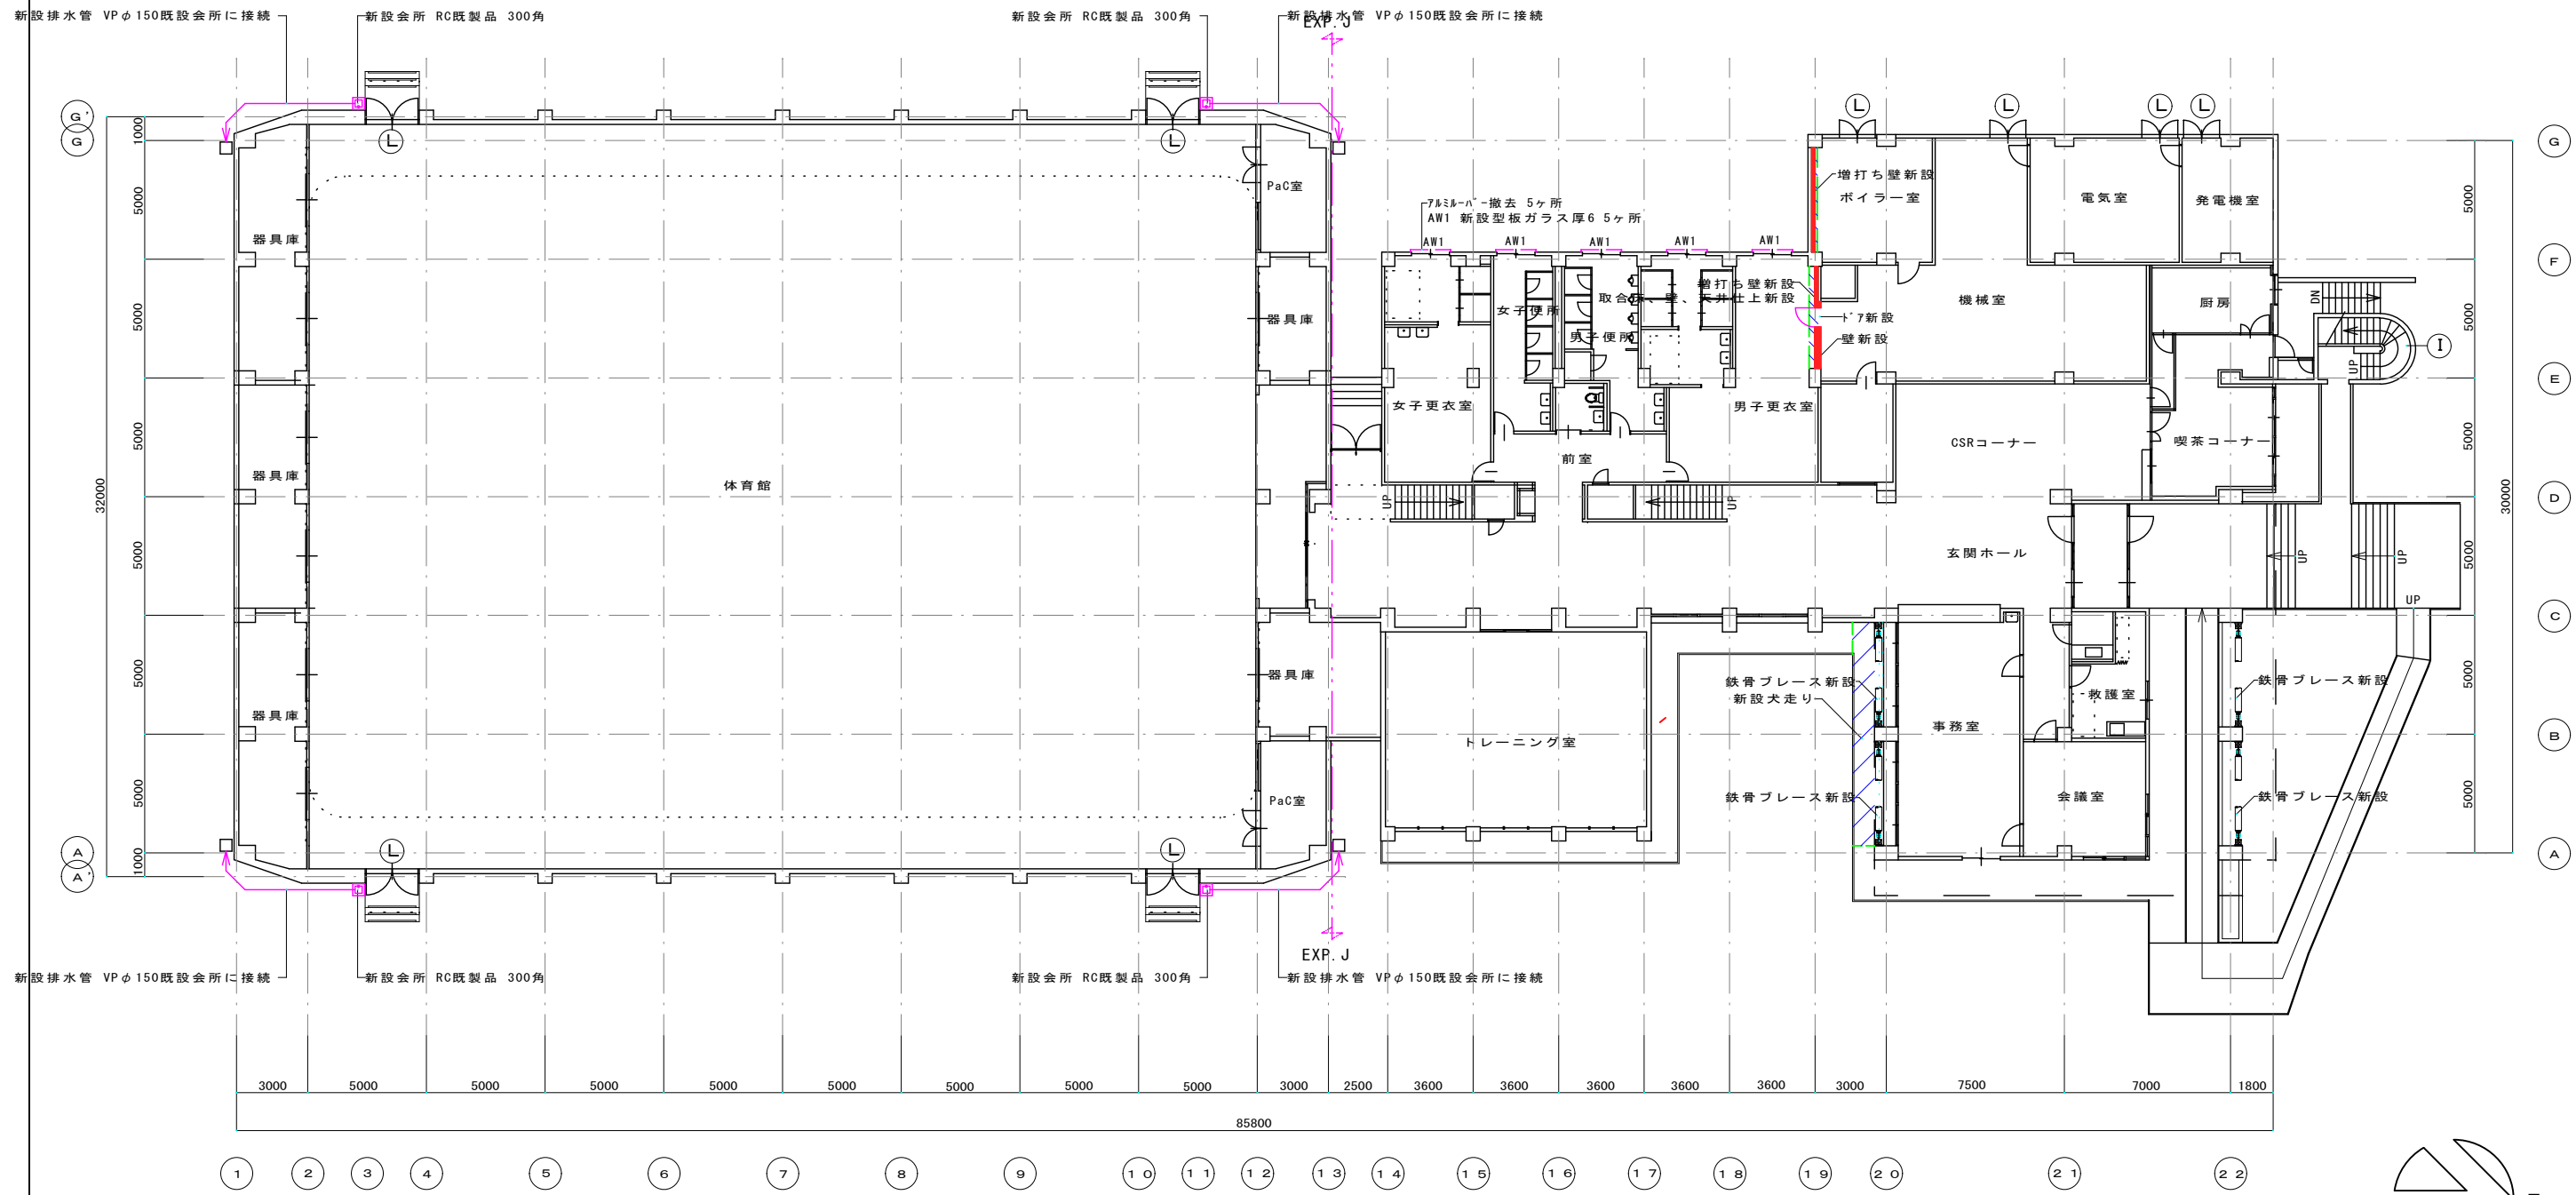 新設排水管 VPφ150既設会所に接続
新設会所 RC既製品 300角
新設会所 RC既製品 300角
新設排水管 VPφ150既設会所に接続
EXP.J
G'
G
L
L
L
L
L
L
G
1000
5000
PaC室
増打ち壁新設
ボイラー室
電気室
発電機室
5000
アルミルーバー撤去 5ヶ所
AW1 新設型板ガラス厚6 5ヶ所
器具庫
AW1
AW1
AW1
AW1
AW1
F
増打ち壁新設
取合床、壁、天井仕上新設
機械室
厨房
DN
5000
器具庫
女子便所
男子便所
ドア新設
壁新設
5000
I
UP
E
女子更衣室
男子更衣室
5000
CSRコーナー
喫茶コーナー
5000
前室
器具庫
体育館
32000
UP
UP
D
30000
5000
玄関ホール
UP
UP
5000
UP
C
5000
器具庫
鉄骨ブレース新設
新設犬走り
救護室
鉄骨ブレース新設
5000
器具庫
事務室
トレーニング室
B
5000
PaC室
鉄骨ブレース新設
会議室
鉄骨ブレース新設
5000
A
A'
1000
L
L
A
EXP.J
新設排水管 VPφ150既設会所に接続
新設会所 RC既製品 300角
新設会所 RC既製品 300角
新設排水管 VPφ150既設会所に接続
3000 5000 5000 5000 5000 5000 5000 5000 5000 3000 2500 3600 3600 3600 3600 3600 3000 7500 7000 1800
85800
1 2 3 4 5 6 7 8 9 10 11 12 13 14 15 16 17 18 19 20 21 22